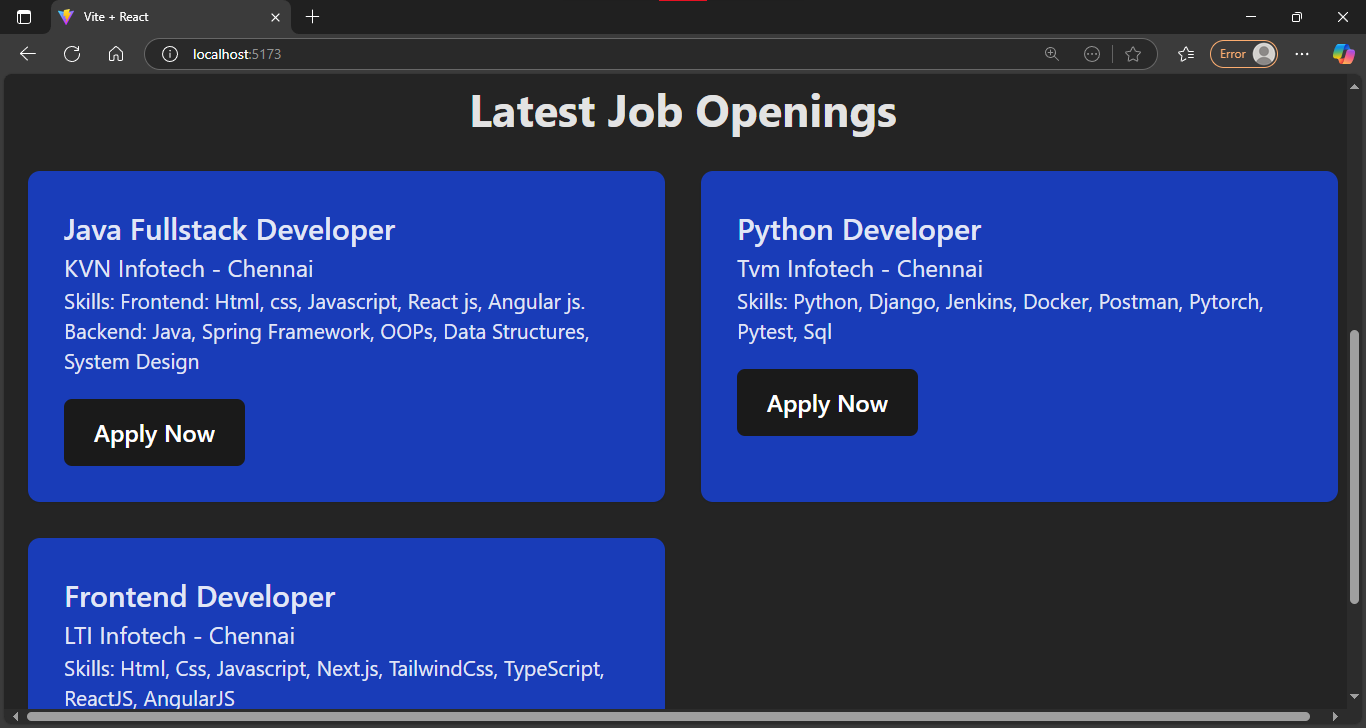 Vite + React
localhost:5173
Error
Latest Job Openings
Java Fullstack Developer
KVN Infotech - Chennai
Skills: Frontend: Html, css, Javascript, React js, Angular js.
Backend: Java, Spring Framework, OOPs, Data Structures,
System Design
Apply Now
Python Developer
Tvm Infotech - Chennai
Skills: Python, Django, Jenkins, Docker, Postman, Pytorch,
Pytest, Sql
Apply Now
Frontend Developer
LTI Infotech - Chennai
Skills: Html, Css, Javascript, Next.js, TailwindCss, TypeScript,
ReactJS, AngularJS